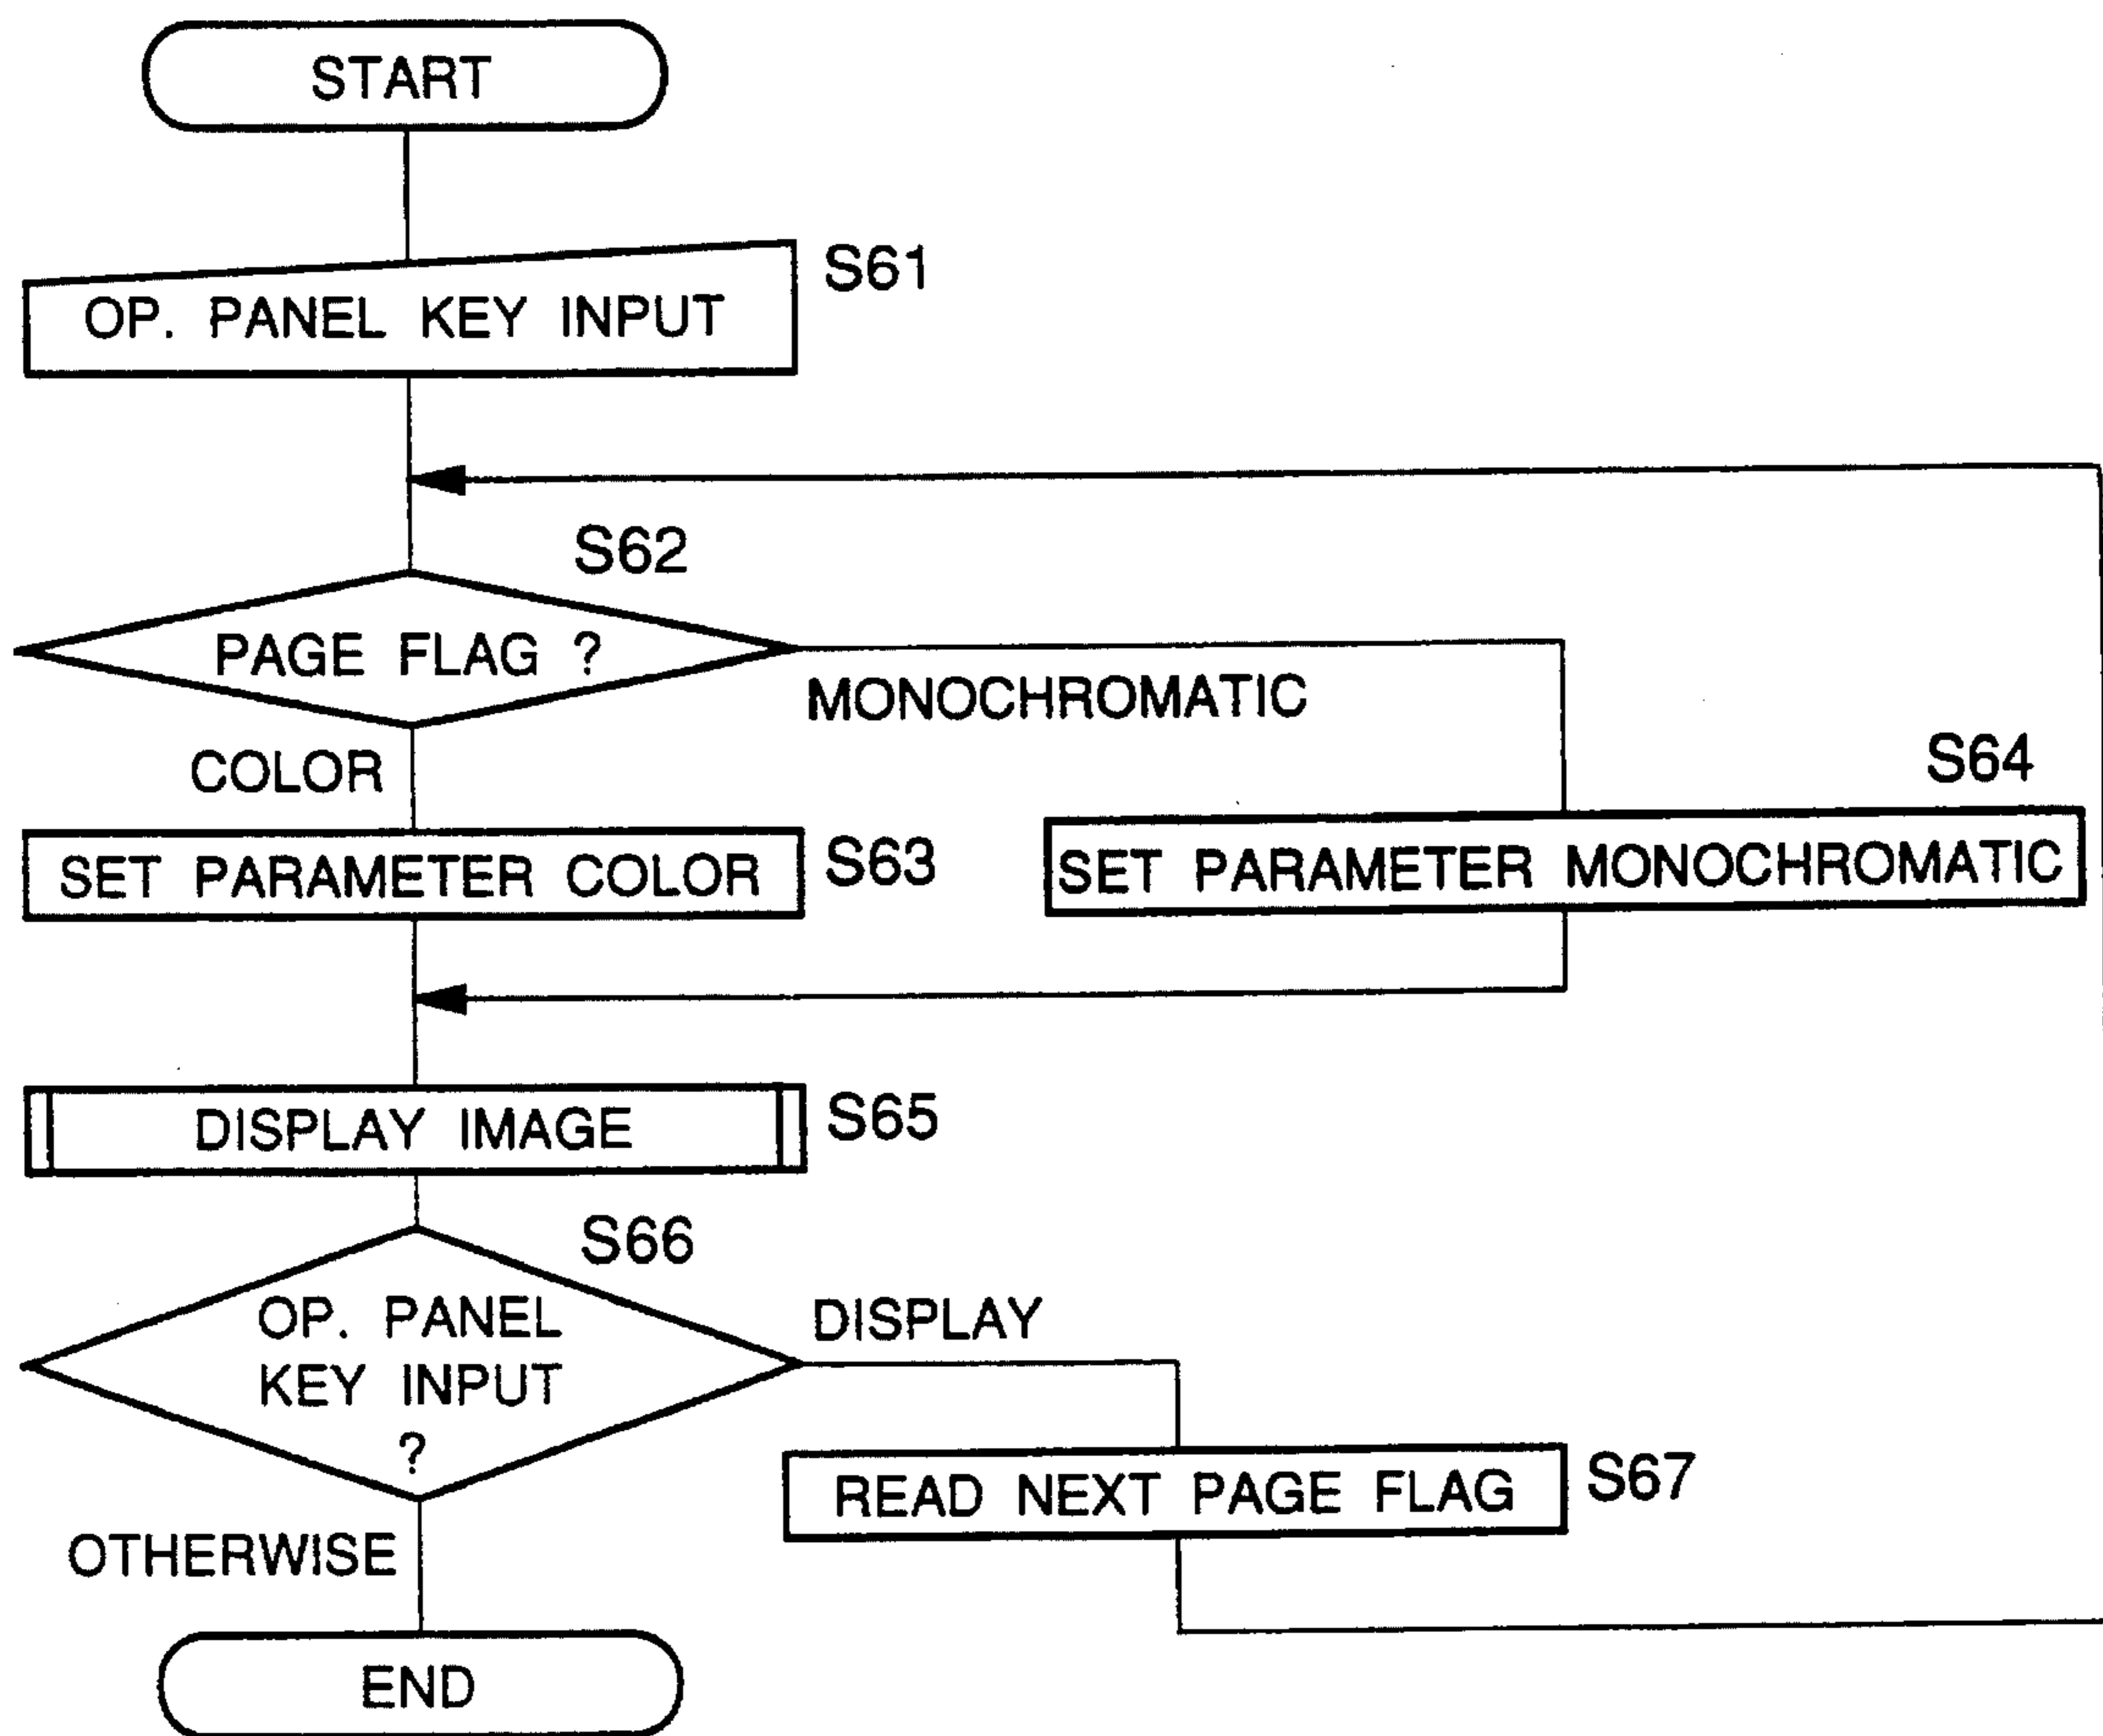 START
OP. PANEL KEY INPUT
S61
S62
PAGE FLAG ?
MONOCHROMATIC
COLOR
S64
SET PARAMETER COLOR
S63
SET PARAMETER MONOCHROMATIC
DISPLAY IMAGE
S65
S66
OP. PANEL
KEY INPUT
?
DISPLAY
READ NEXT PAGE FLAG
S67
OTHERWISE
END